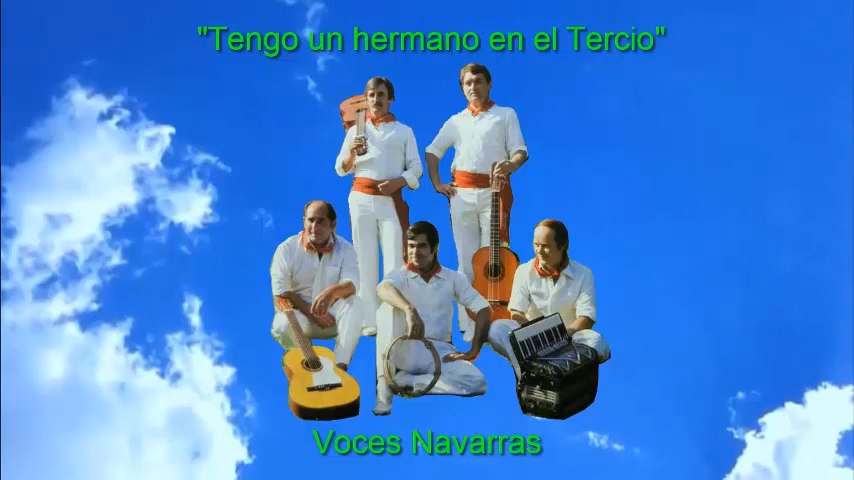 "Tengo un hermano en el Tercio"
Voces Navarras